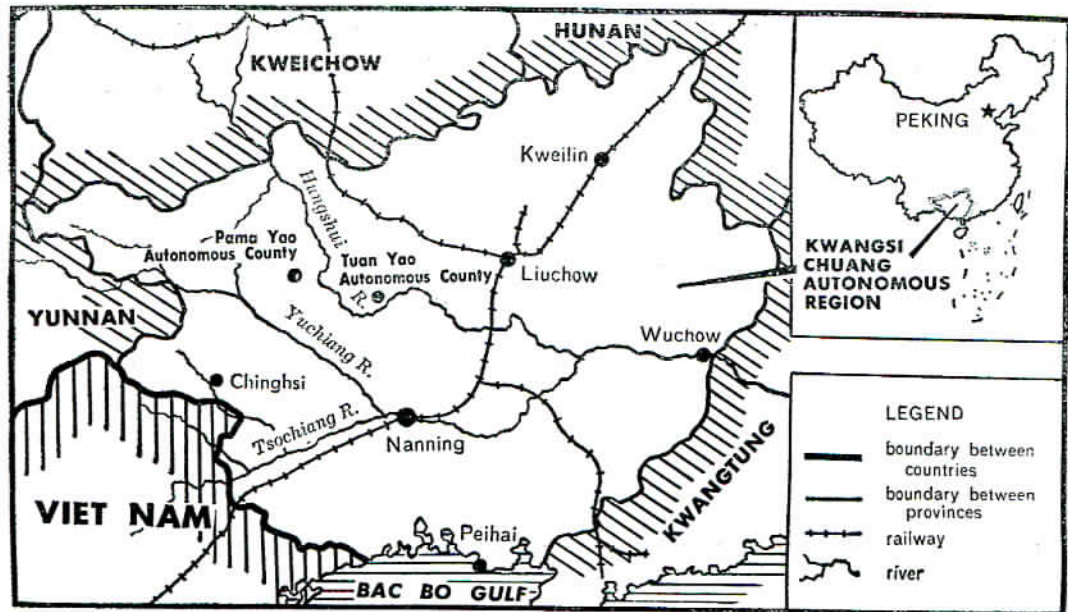 HUNAN
KWEICHOW
Kweilin
Hungshui
R.
Pama Yao
Autonomous County
Tuan Yao
Autonomous County
Liuchow
YUNNAN
Yuchiang R.
Wuchow
Chinghsi
Tsochiang R.
Nanning
KWANGTUNG
VIET NAM
Peihai
BAC BO GULF
PEKING
KWANGSI
CHUANG
AUTONOMOUS
REGION
LEGEND
boundary between
countries
boundary between
provinces
railway
river